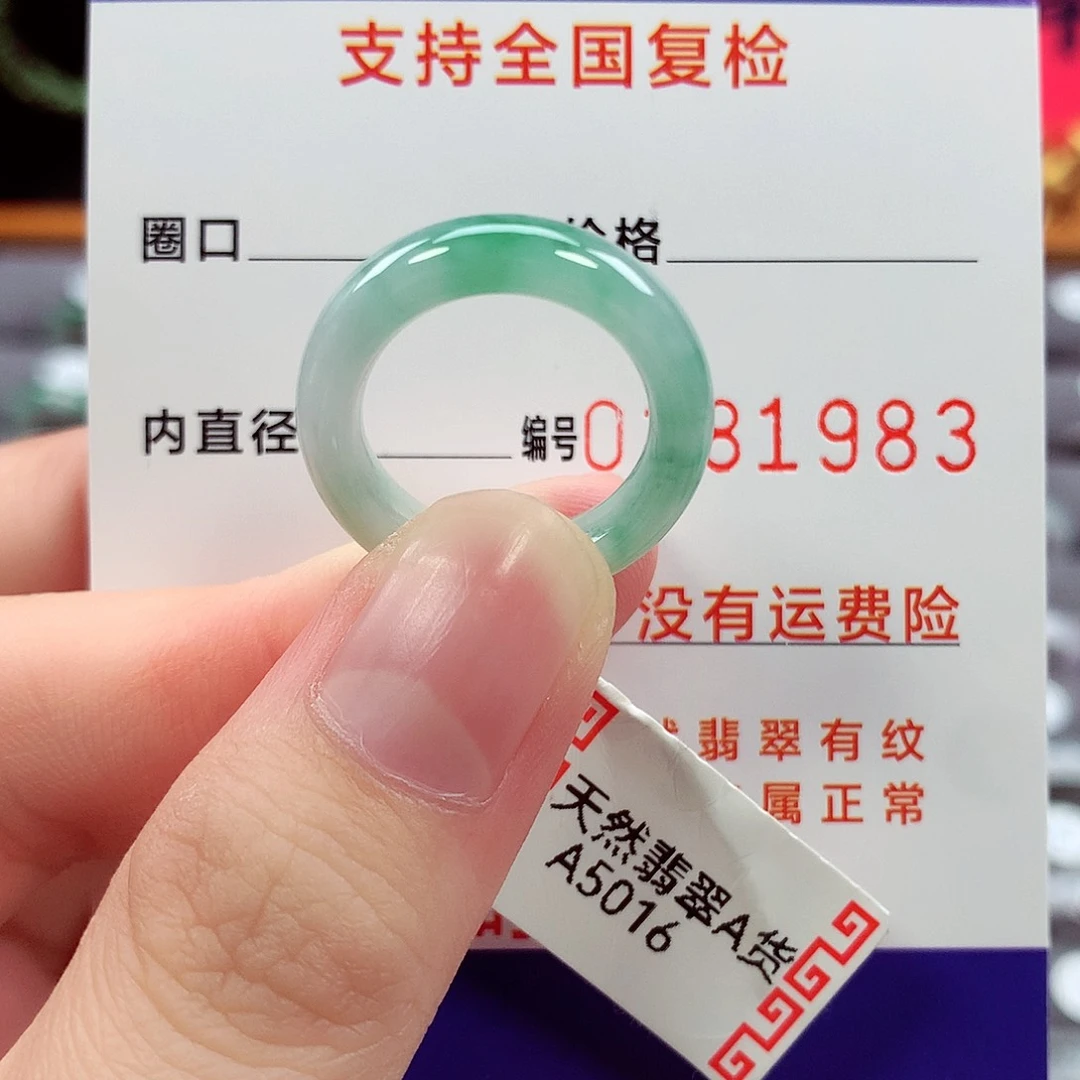 支持全国复检
圈口 价格
内直径 编号 0 81983
没有运费险
翡翠有纹
属正常
天然翡翠A货
A5016